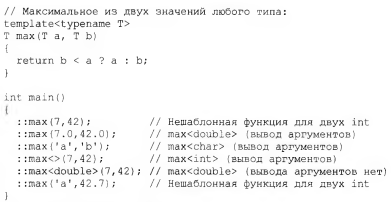 // Максимальное из двух значений любого типа:
template<typename T>
T max(T a, T b)
{
return b < a ? a : b;
}
int main()
{
::max(7,42); // Нешаблонная функция для двух int
::max(7.0,42.0); // max<double> (вывод аргументов)
::max('a','b'); // max<char> (вывод аргументов)
::max<>(7,42); // max<int> (вывод аргументов)
::max<double>(7,42); // max<double> (вывода аргументов нет)
::max('a',42.7); // Нешаблонная функция для двух int
}